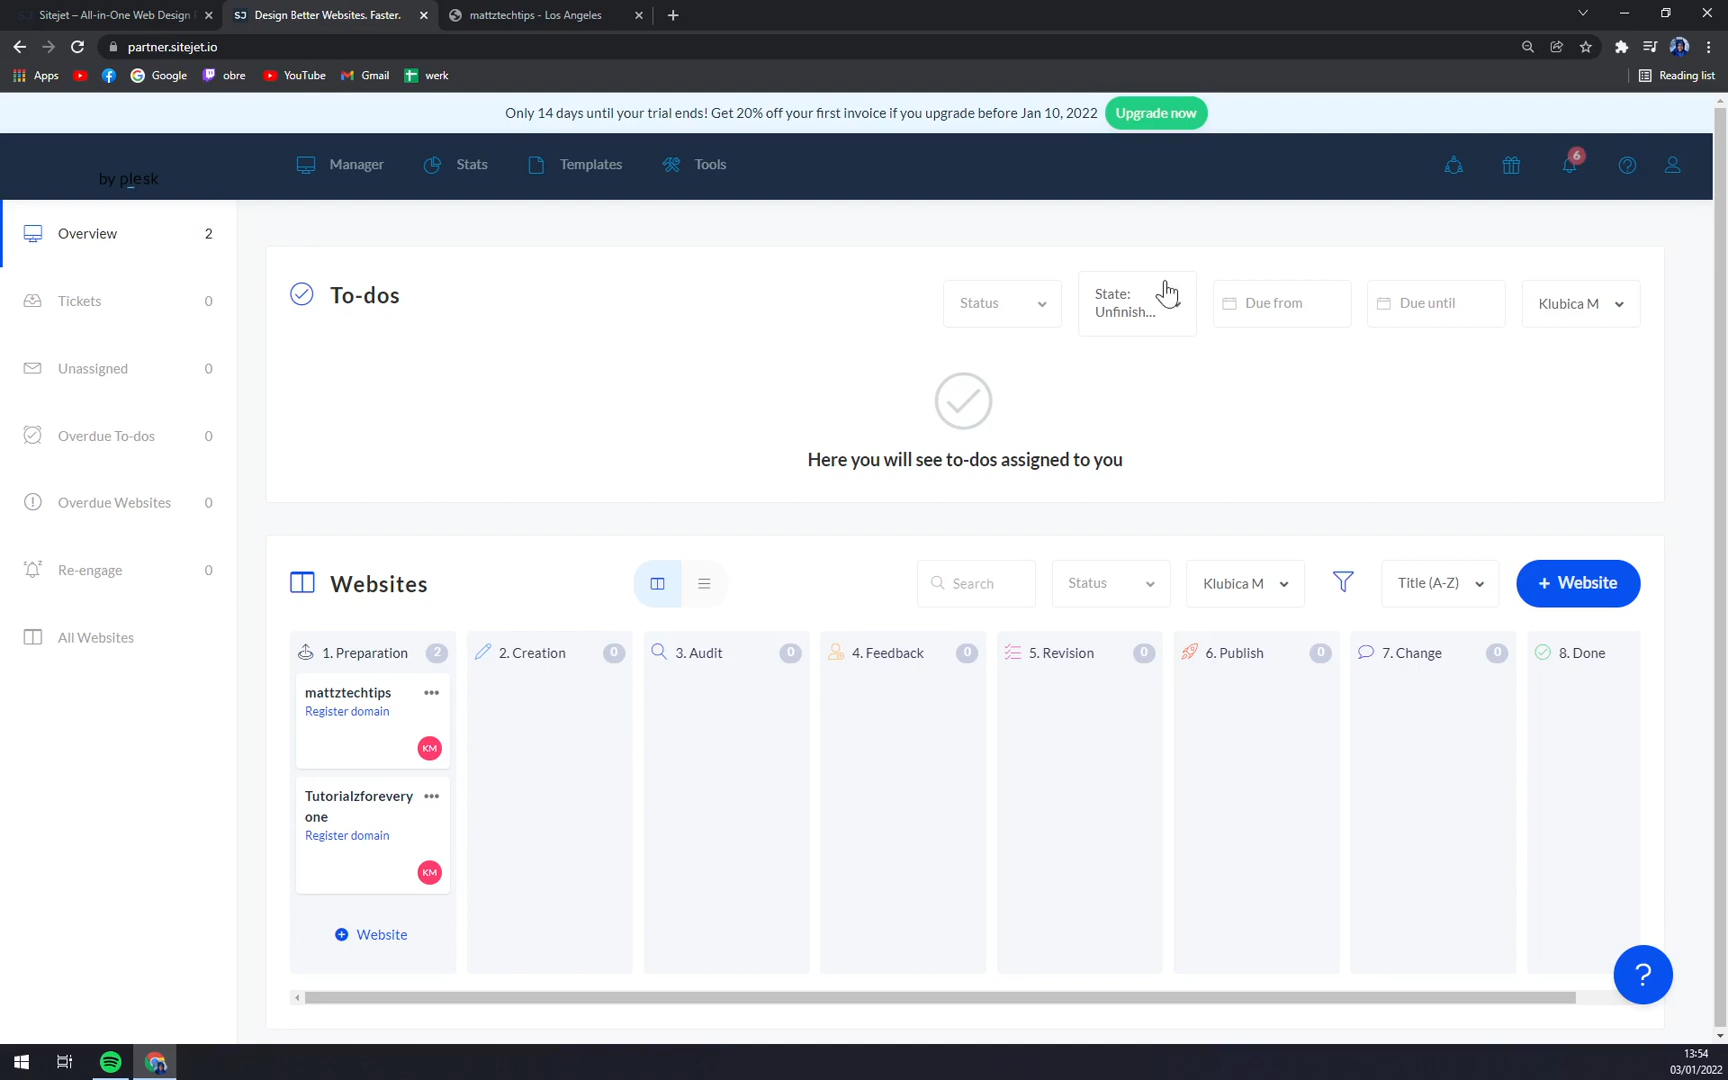 SJ Sitejet – All-in-One Web Design
SJ Design Better Websites. Faster.
mattztechtips - Los Angeles
partner.sitejet.io
Apps
Google
obre
YouTube
Gmail
werk
Reading list
Only 14 days until your trial ends! Get 20% off your first invoice if you upgrade before Jan 10, 2022 Upgrade now
by plesk
Manager
Stats
Templates
Tools
6
Overview 2
Tickets 0
Unassigned 0
Overdue To-dos 0
Overdue Websites 0
Re-engage 0
All Websites
To-dos
Status
State:
Unfinish...
Due from
Due until
Klubica M
Here you will see to-dos assigned to you
Websites
Search
Status
Klubica M
Title (A-Z)
+ Website
1. Preparation 2
2. Creation 0
3. Audit 0
4. Feedback 0
5. Revision 0
6. Publish 0
7. Change 0
8. Done
mattztechtips
Register domain
KM
Tutorialzforevery
one
Register domain
KM
Website
?
13:54
03/01/2022